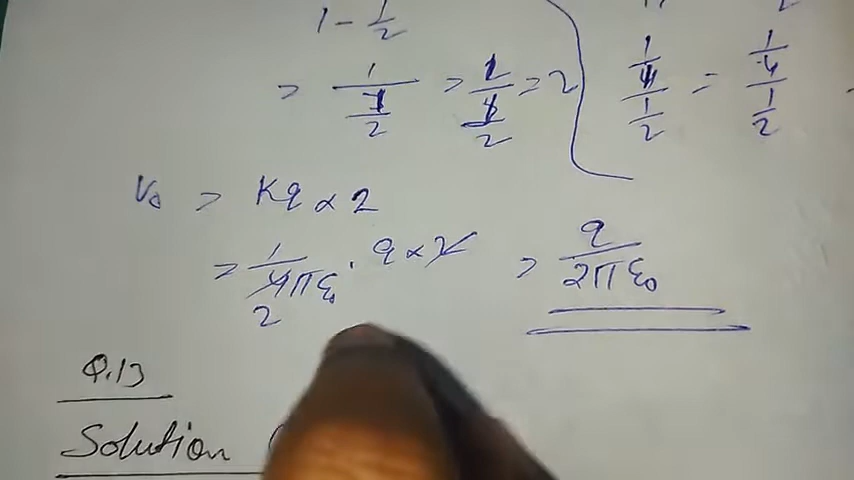 1 - 1/2
= 1/(1/2) = 1/(1/2) = 2
(1/4)/(1/2) = (1/4)/(1/2)
V₀ = Kq × 2
= 1/4πε₀ . q × 2 = q/2πε₀
2
Q.13
Solution